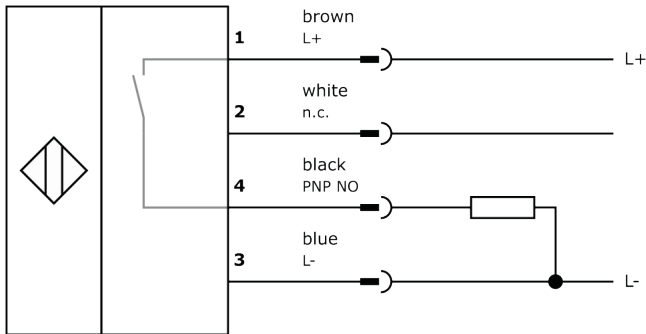 brown
1 L+
L+
white
2 n.c.
black
4 PNP NO
blue
3 L-
L-